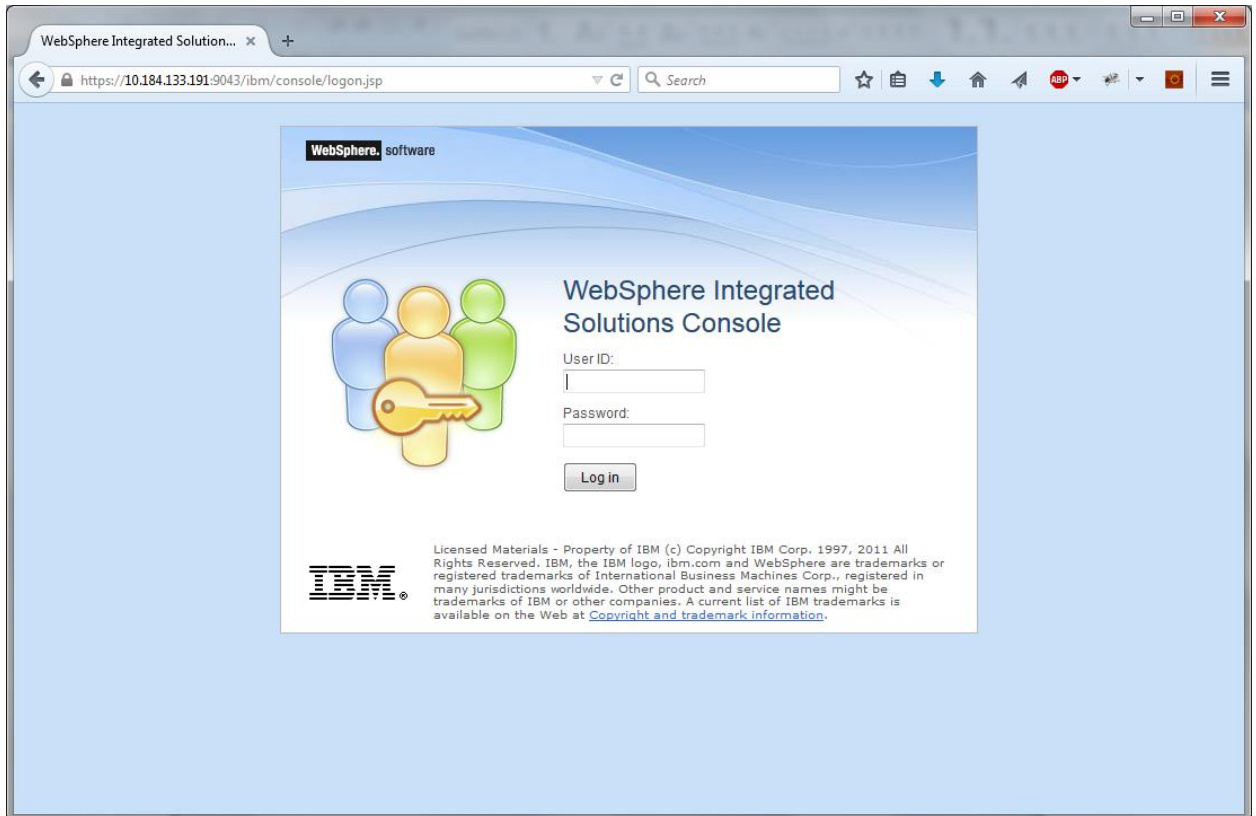 WebSphere Integrated Solution...
https://10.184.133.191:9043/ibm/console/logon.jsp
Search
ABP
WebSphere. software
WebSphere Integrated
Solutions Console
User ID:
Password:
Log in
IBM®
Licensed Materials - Property of IBM (c) Copyright IBM Corp. 1997, 2011 All
Rights Reserved. IBM, the IBM logo, ibm.com and WebSphere are trademarks or
registered trademarks of International Business Machines Corp., registered in
many jurisdictions worldwide. Other product and service names might be
trademarks of IBM or other companies. A current list of IBM trademarks is
available on the Web at Copyright and trademark information.